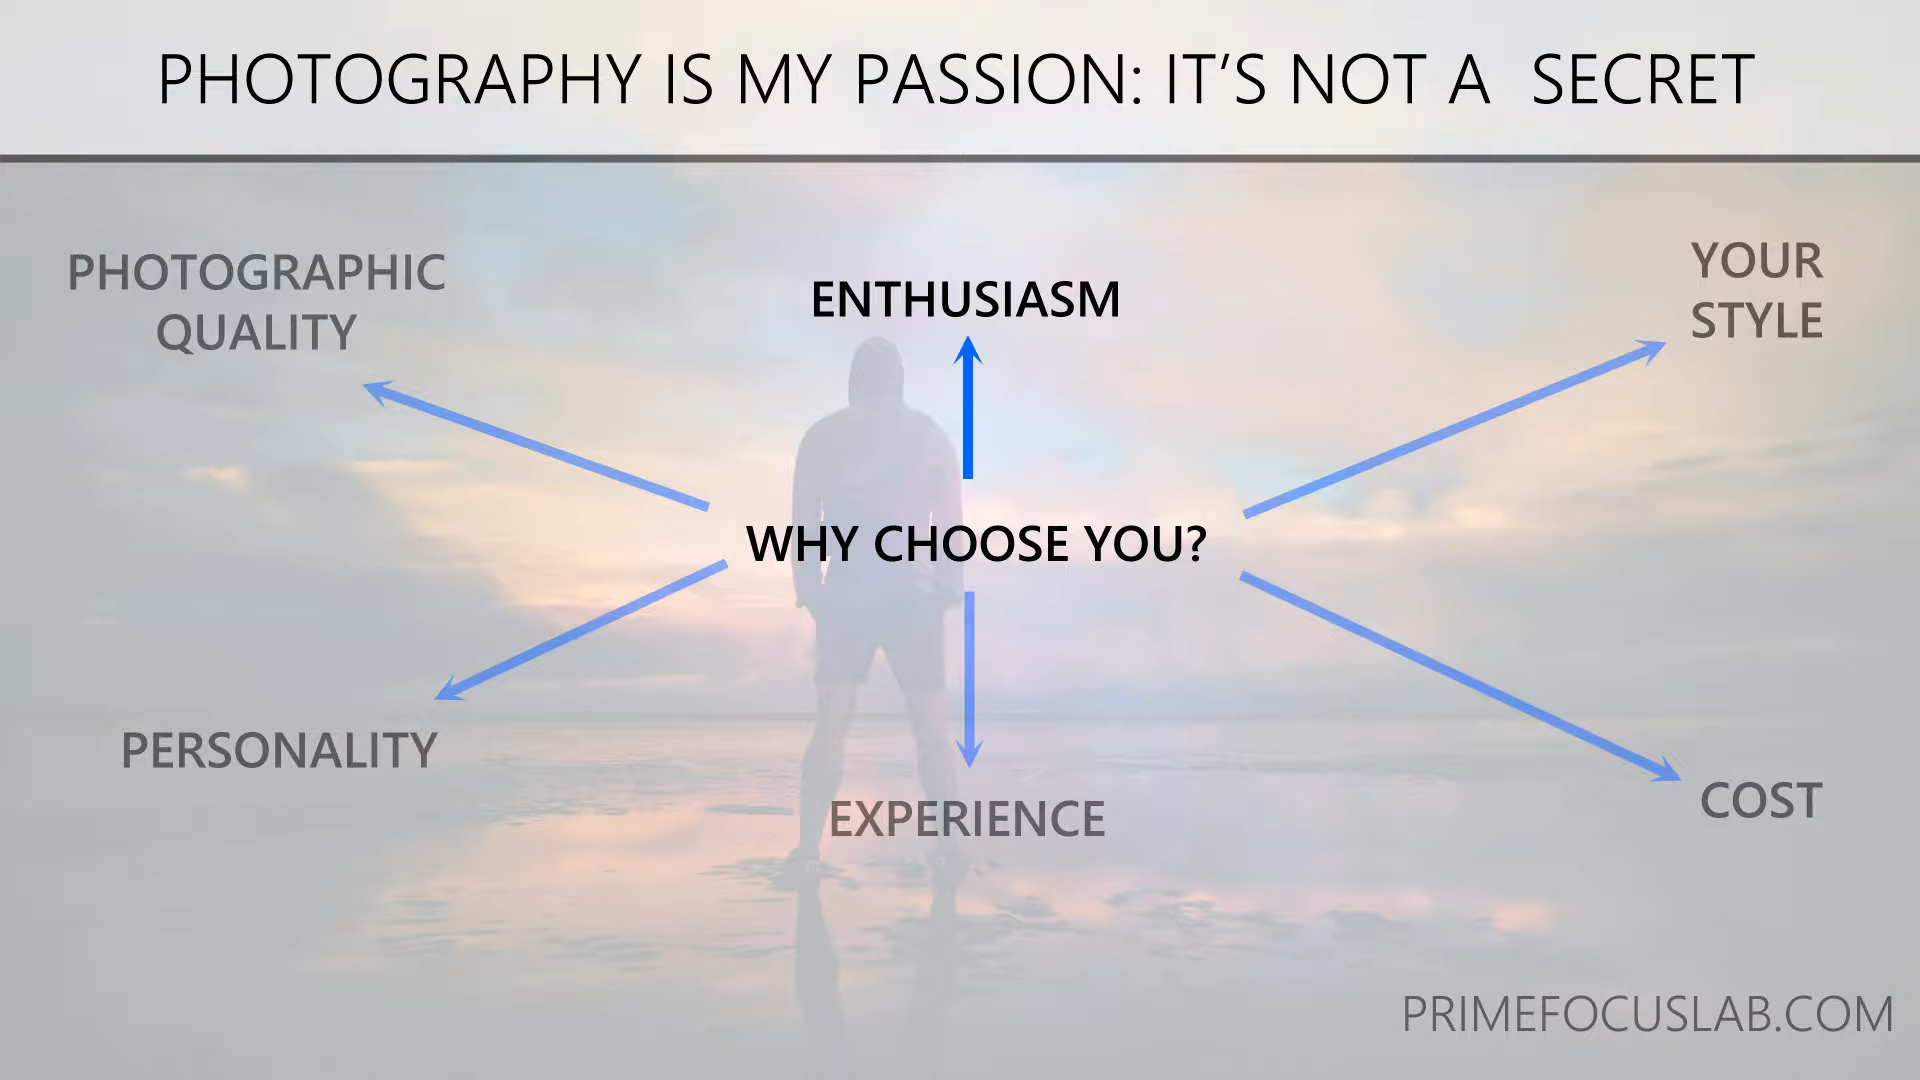 PHOTOGRAPHY IS MY PASSION: IT'S NOT A  SECRET
PHOTOGRAPHIC
QUALITY
ENTHUSIASM
YOUR
STYLE
WHY CHOOSE YOU?
PERSONALITY
EXPERIENCE
COST
PRIMEFOCUSLAB.COM